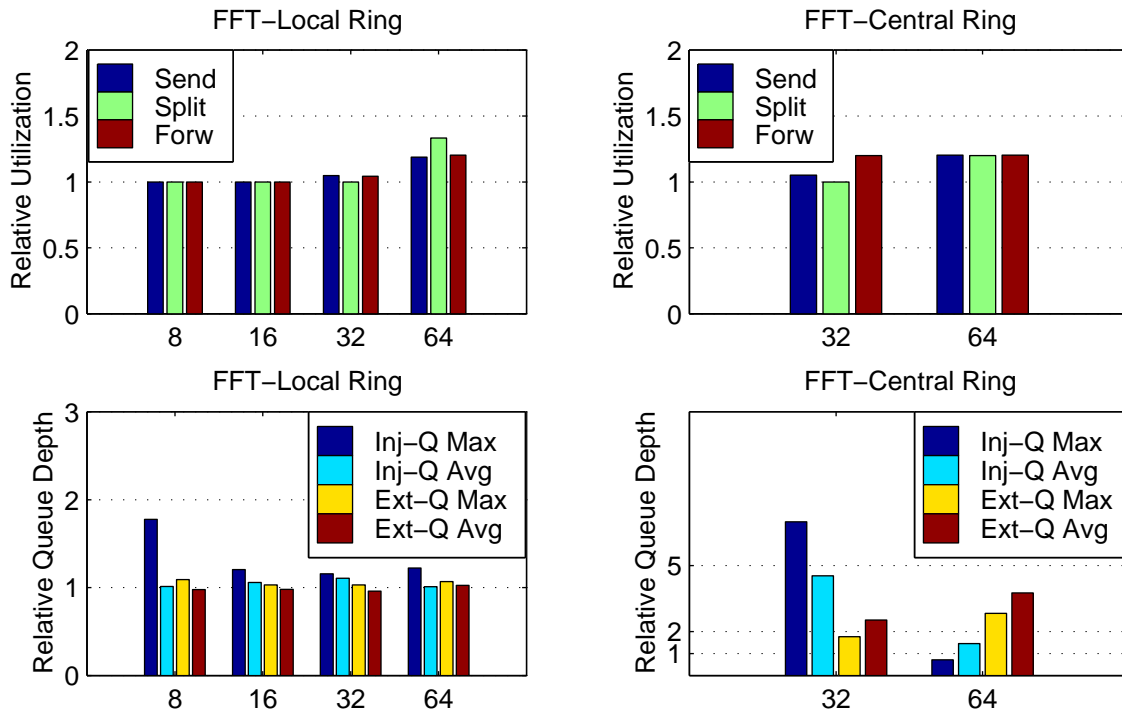 FFT−Local Ring
Relative Utilization
2
1.5
1
0.5
0
Send
Split
Forw
8 16 32 64
FFT−Central Ring
Relative Utilization
2
1.5
1
0.5
0
Send
Split
Forw
32 64
FFT−Local Ring
Relative Queue Depth
3
2
1
0
Inj−Q Max
Inj−Q Avg
Ext−Q Max
Ext−Q Avg
8 16 32 64
FFT−Central Ring
Relative Queue Depth
5
2
1
Inj−Q Max
Inj−Q Avg
Ext−Q Max
Ext−Q Avg
32 64